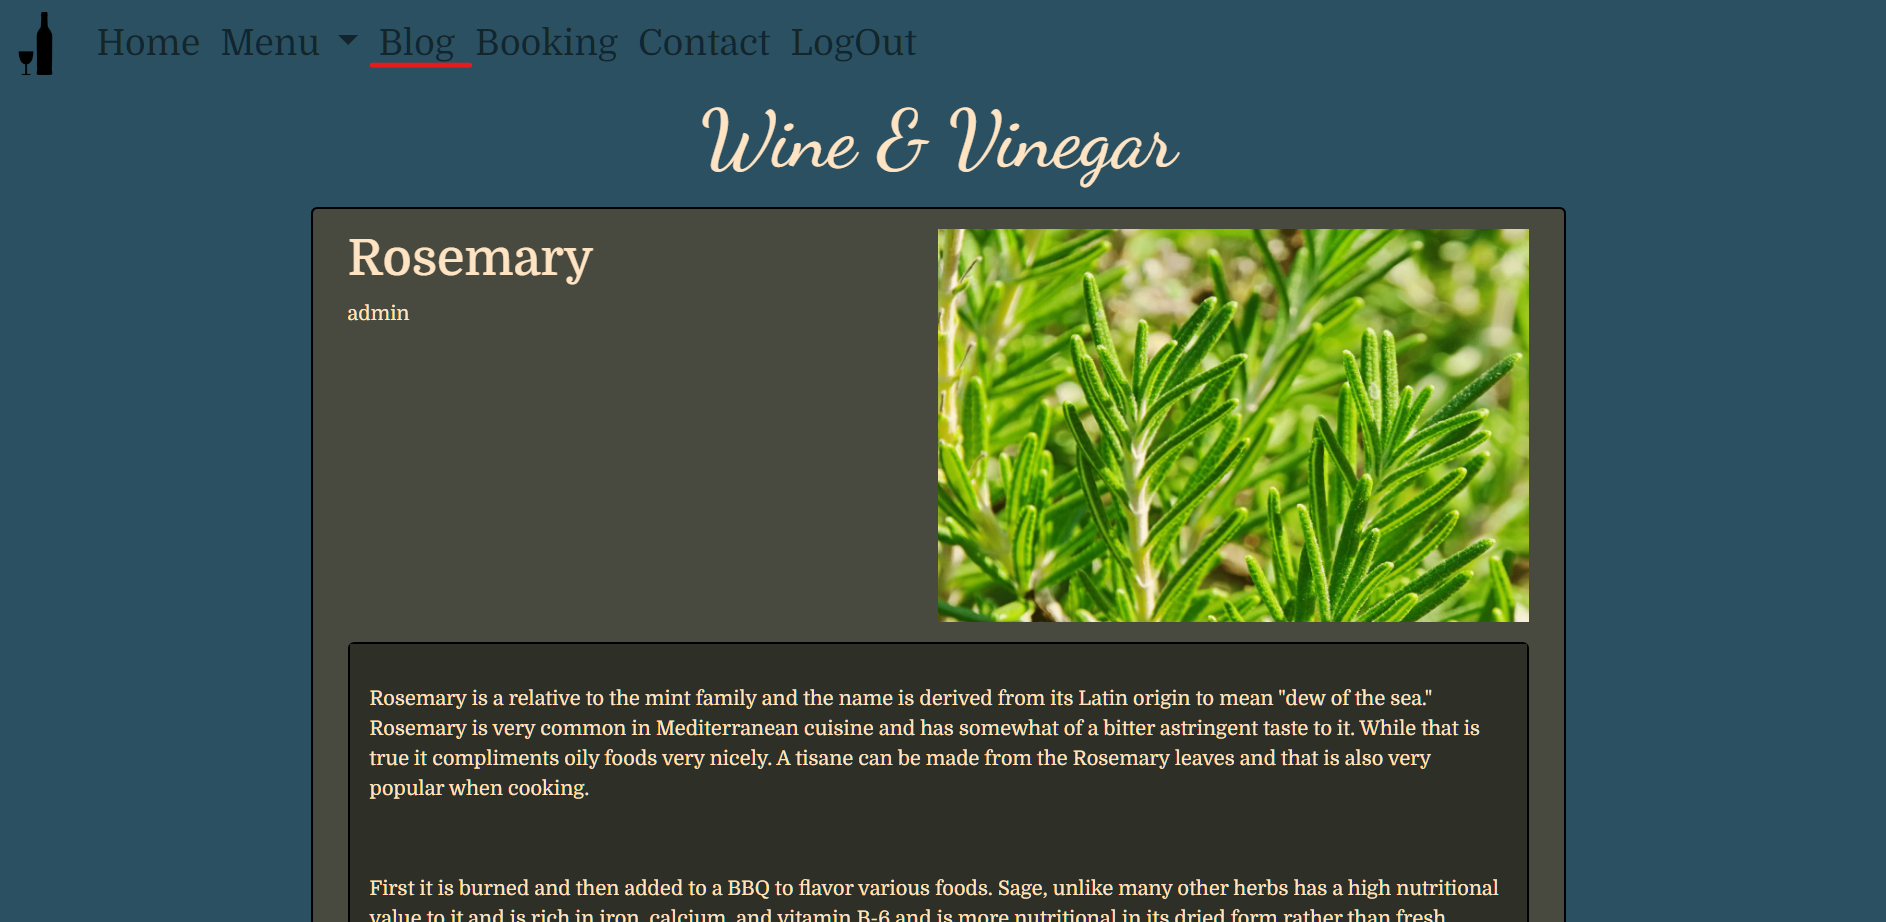 Home Menu Blog Booking Contact LogOut
Wine & Vinegar
Rosemary
admin
Rosemary is a relative to the mint family and the name is derived from its Latin origin to mean "dew of the sea."
Rosemary is very common in Mediterranean cuisine and has somewhat of a bitter astringent taste to it. While that is
true it compliments oily foods very nicely. A tisane can be made from the Rosemary leaves and that is also very
popular when cooking.
First it is burned and then added to a BBQ to flavor various foods. Sage, unlike many other herbs has a high nutritional
value to it and is rich in iron, calcium, and vitamin B-6 and is more nutritional in its dried form rather than fresh.